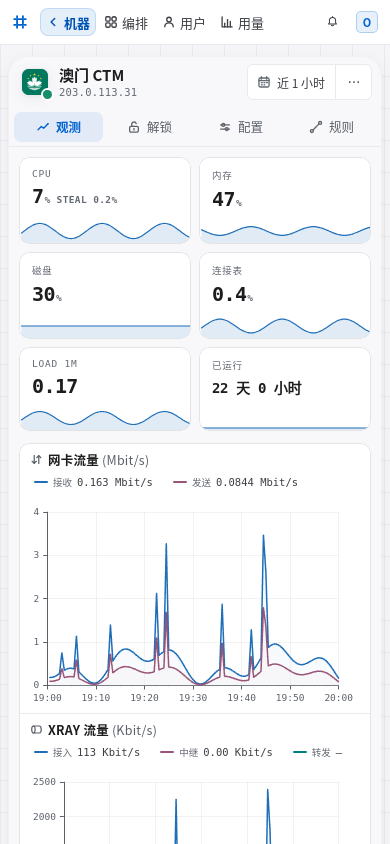 机器 编排 用户 用量 O
澳门 CTM
203.0.113.31
近 1 小时 ···
观测 解锁 配置 规则
CPU
7% STEAL 0.2%
内存
47%
磁盘
30%
连接表
0.4%
LOAD 1M
0.17
已运行
22 天 0 小时
网卡流量 (Mbit/s)
接收 0.163 Mbit/s 发送 0.0844 Mbit/s
4
3
2
1
0
19:00 19:10 19:20 19:30 19:40 19:50 20:00
XRAY 流量 (Kbit/s)
接入 113 Kbit/s 中继 0.00 Kbit/s 转发 —
2500
2000